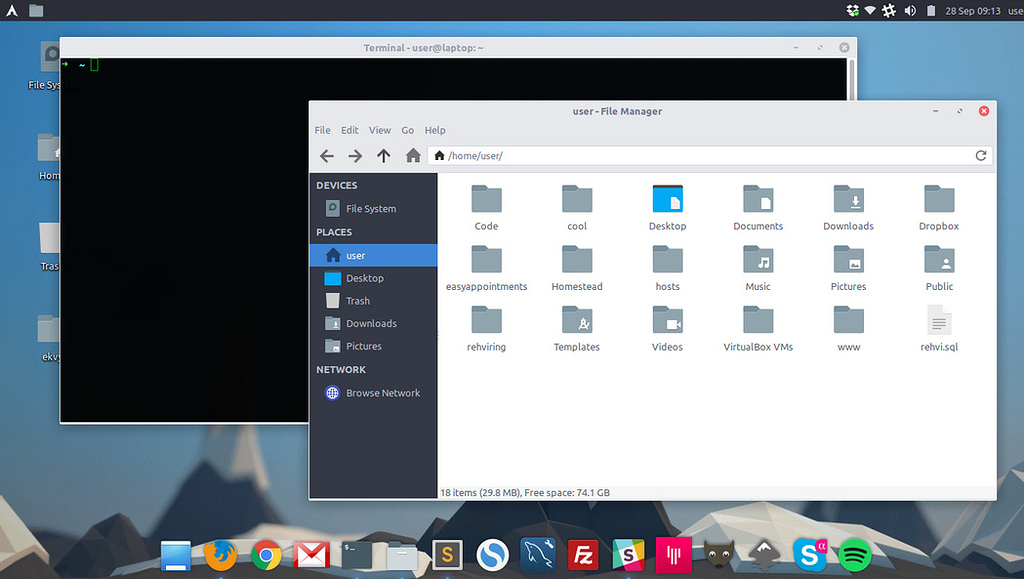 28 Sep 09:13 use
Terminal - user@laptop: ~
File Sys
→ ~
Hom
Tras
ekvy
user - File Manager
File Edit View Go Help
/home/user/
DEVICES
File System
PLACES
user
Desktop
Trash
Downloads
Pictures
NETWORK
Browse Network
Code cool Desktop Documents Downloads Dropbox
easyappointments Homestead hosts Music Pictures Public
rehviring Templates Videos VirtualBox VMs www rehvi.sql
18 items (29.8 MB), Free space: 74.1 GB